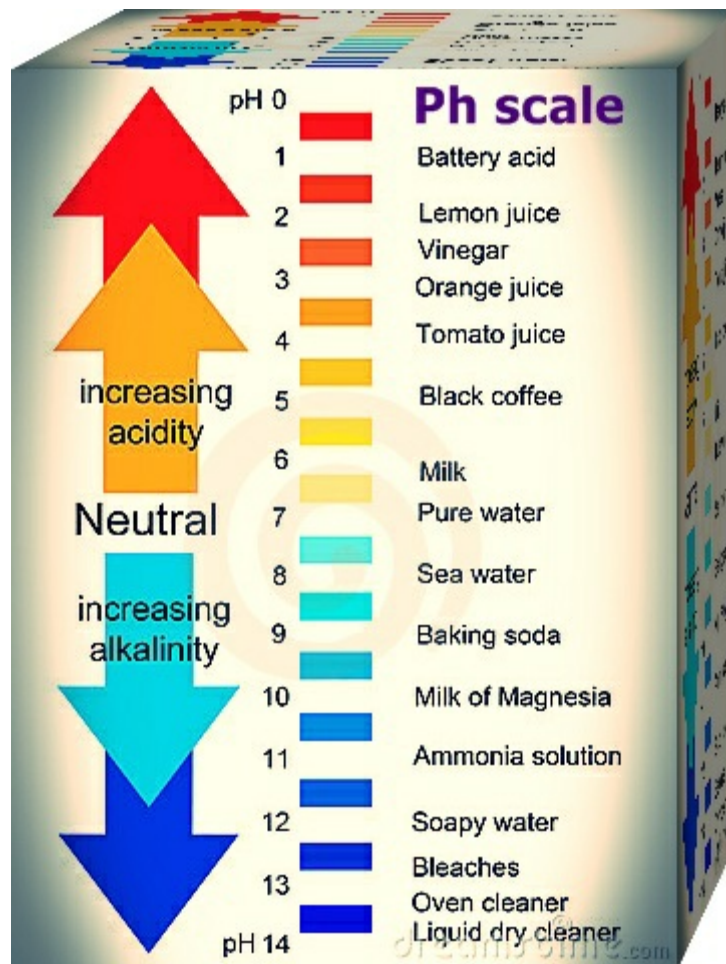 pH 0
Ph scale
1
Battery acid
2
Lemon juice
Vinegar
3
Orange juice
4
Tomato juice
increasing
acidity
5
Black coffee
6
Milk
Neutral
7
Pure water
8
Sea water
increasing
alkalinity
9
Baking soda
10
Milk of Magnesia
11
Ammonia solution
12
Soapy water
Bleaches
13
Oven cleaner
pH 14
Liquid dry cleaner
dreamstime.com